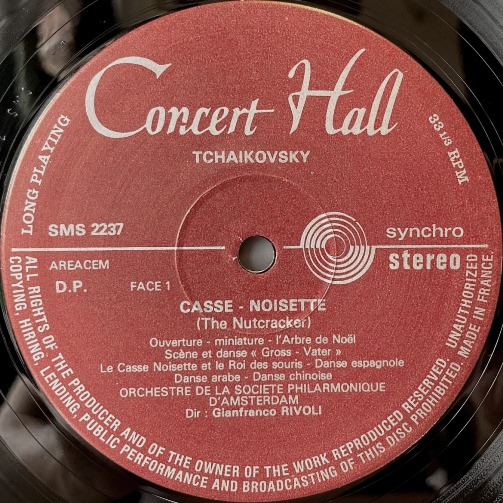 Concert Hall
TCHAIKOVSKY
LONG PLAYING
33 1/3 RPM
SMS 2237
synchro
stereo
AREACEM
D.P.
FACE 1
CASSE - NOISETTE
(The Nutcracker)
Ouverture - miniature - l'Arbre de Noël
Scène et danse « Gross - Vater »
Le Casse Noisette et le Roi des souris - Danse espagnole
Danse arabe - Danse chinoise
ORCHESTRE DE LA SOCIETE PHILARMONIQUE
D'AMSTERDAM
Dir : Gianfranco RIVOLI
ALL RIGHTS OF THE PRODUCER AND OF THE OWNER OF THE WORK REPRODUCED RESERVED. UNAUTHORIZED
COPYING, HIRING, LENDING, PUBLIC PERFORMANCE AND BROADCASTING OF THIS DISC PROHIBITED. MADE IN FRANCE.